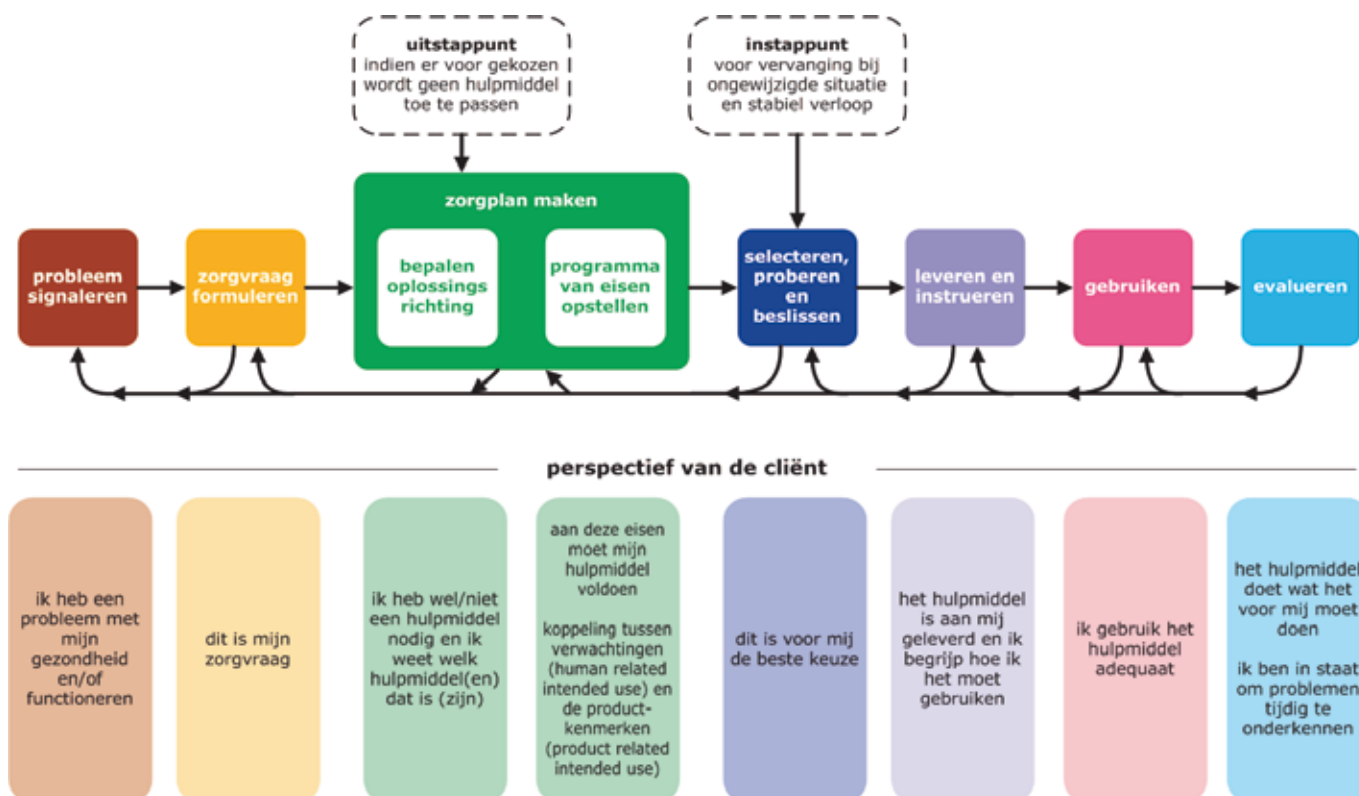 uitstappunt
indien er voor gekozen
wordt geen hulpmiddel
toe te passen
instappunt
voor vervanging bij
ongewijzigde situatie
en stabiel verloop
zorgplan maken
probleem
signaleren
zorgvraag
formuleren
bepalen
oplossings
richting
programma
van eisen
opstellen
selecteren,
proberen
en
beslissen
leveren en
instrueren
gebruiken
evalueren
perspectief van de cliënt
ik heb een
probleem met
mijn
gezondheid
en/of
functioneren
dit is mijn
zorgvraag
ik heb wel/niet
een hulpmiddel
nodig en ik
weet welk
hulpmiddel(en)
dat is (zijn)
aan deze eisen
moet mijn
hulpmiddel
voldoen
koppeling tussen
verwachtingen
(human related
intended use) en
de product-
kenmerken
(product related
intended use)
dit is voor mij
de beste keuze
het hulpmiddel
is aan mij
geleverd en ik
begrijp hoe ik
het moet
gebruiken
ik gebruik het
hulpmiddel
adequaat
het hulpmiddel
doet wat het
voor mij moet
doen
ik ben in staat
om problemen
tijdig te
onderkennen